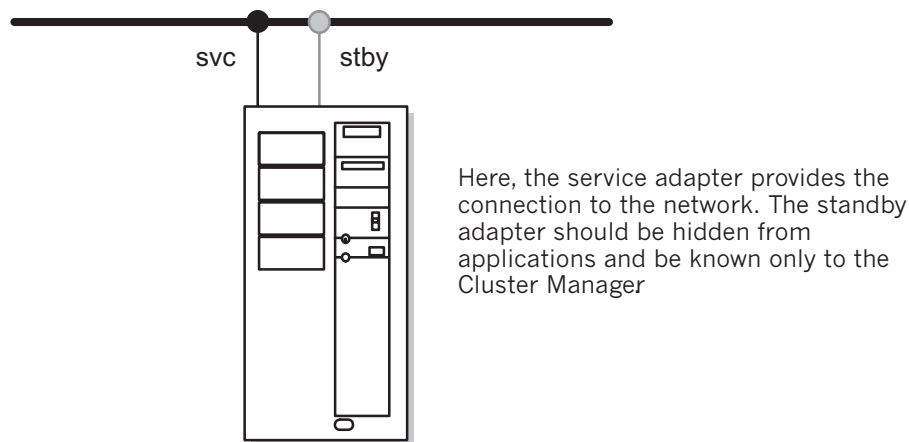 svc
stby
Here, the service adapter provides the
connection to the network. The standby
adapter should be hidden from
applications and be known only to the
Cluster Manager